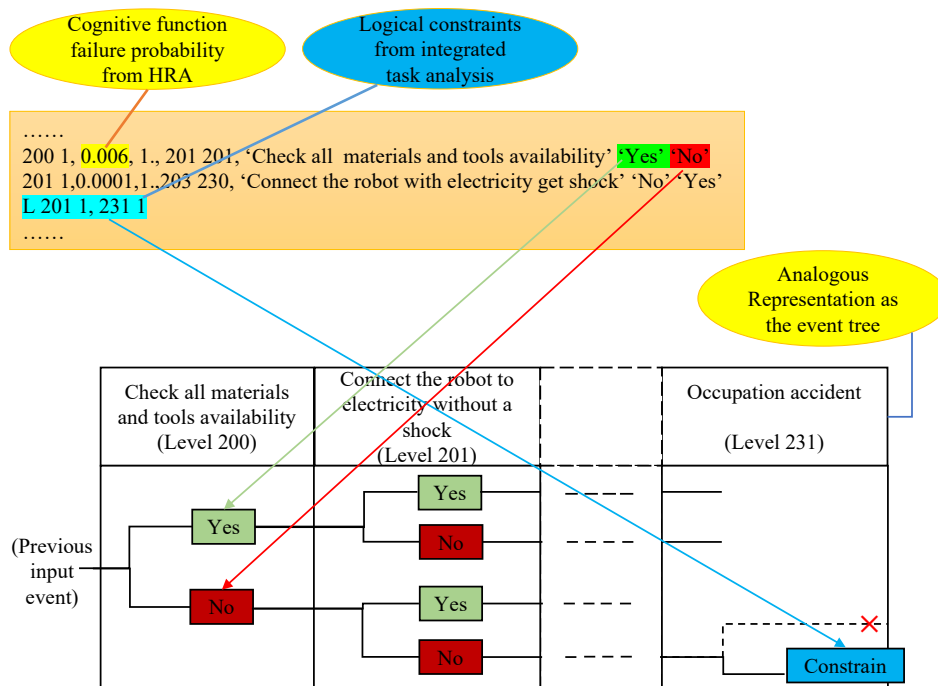 Cognitive function
failure probability
from HRA
Logical constraints
from integrated
task analysis
……
200 1, 0.006, 1., 201 201, ‘Check all materials and tools availability’ ‘Yes’ ‘No’
201 1,0.0001,1.,203 230, ‘Connect the robot with electricity get shock’ ‘No’ ‘Yes’
L 201 1, 231 1
……
Analogous
Representation as
the event tree
Check all materials
and tools availability
(Level 200)
Connect the robot to
electricity without a
shock
(Level 201)
Occupation accident
(Level 231)
Yes
No
Yes
No
Yes
No
(Previous
input
event)
Constrain